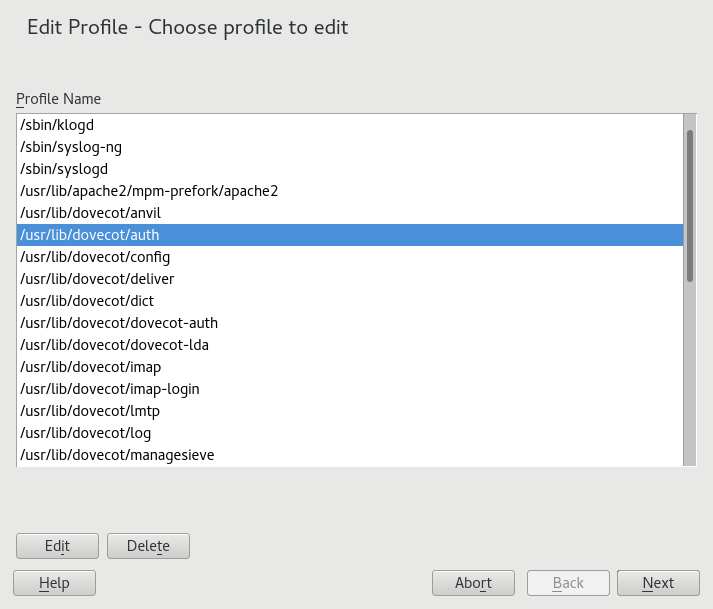 Edit Profile - Choose profile to edit
Profile Name
/sbin/klogd
/sbin/syslog-ng
/sbin/syslogd
/usr/lib/apache2/mpm-prefork/apache2
/usr/lib/dovecot/anvil
/usr/lib/dovecot/auth
/usr/lib/dovecot/config
/usr/lib/dovecot/deliver
/usr/lib/dovecot/dict
/usr/lib/dovecot/dovecot-auth
/usr/lib/dovecot/dovecot-lda
/usr/lib/dovecot/imap
/usr/lib/dovecot/imap-login
/usr/lib/dovecot/lmtp
/usr/lib/dovecot/log
/usr/lib/dovecot/managesieve
Edit Delete
Help Abort Back Next